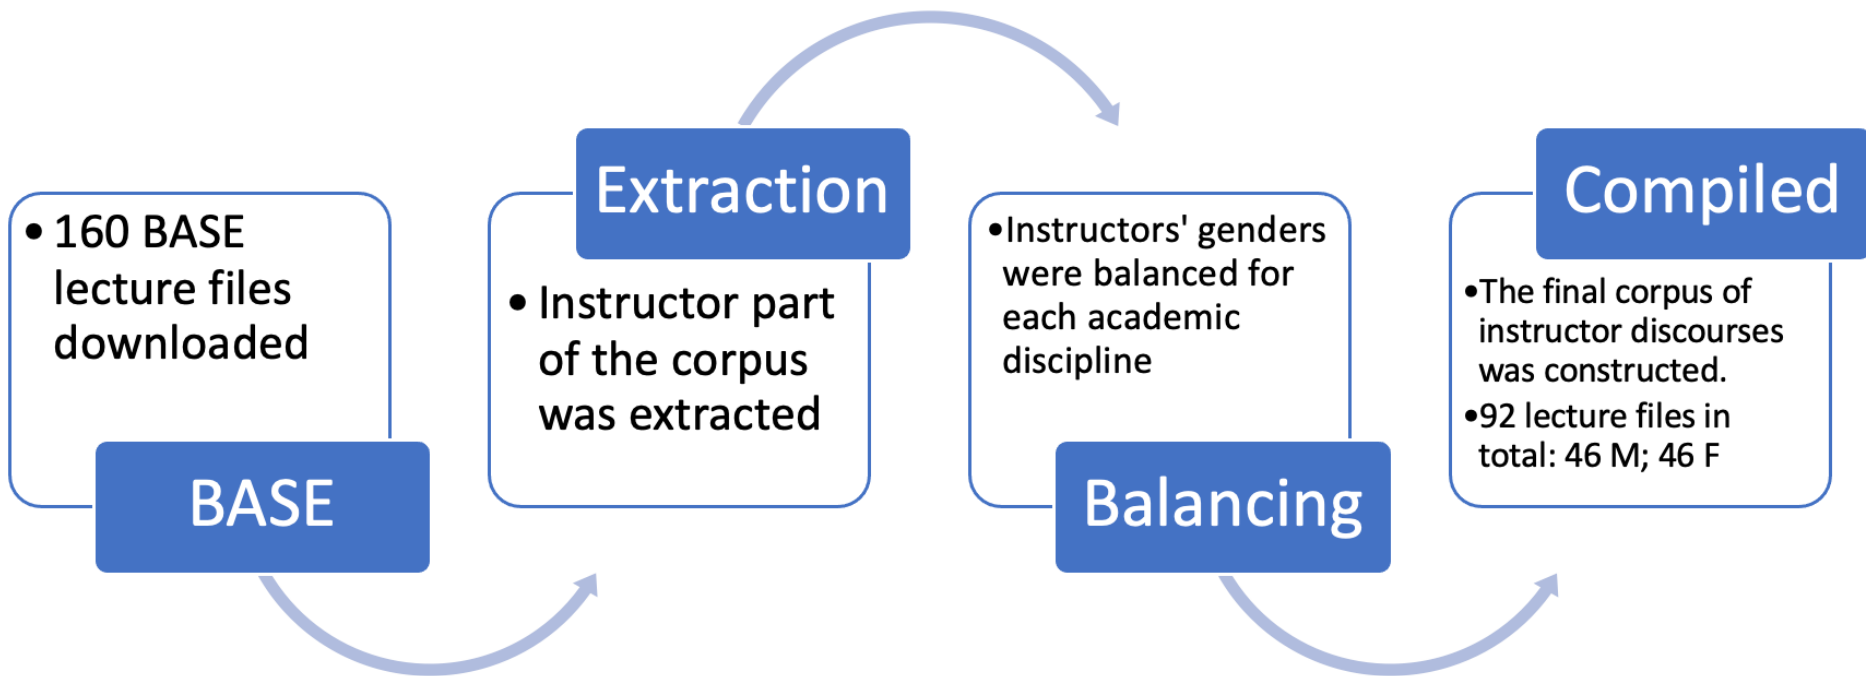 • 160 BASE
lecture files
downloaded
BASE
Extraction
• Instructor part
of the corpus
was extracted
•Instructors' genders
were balanced for
each academic
discipline
Balancing
Compiled
•The final corpus of
instructor discourses
was constructed.
•92 lecture files in
total: 46 M; 46 F